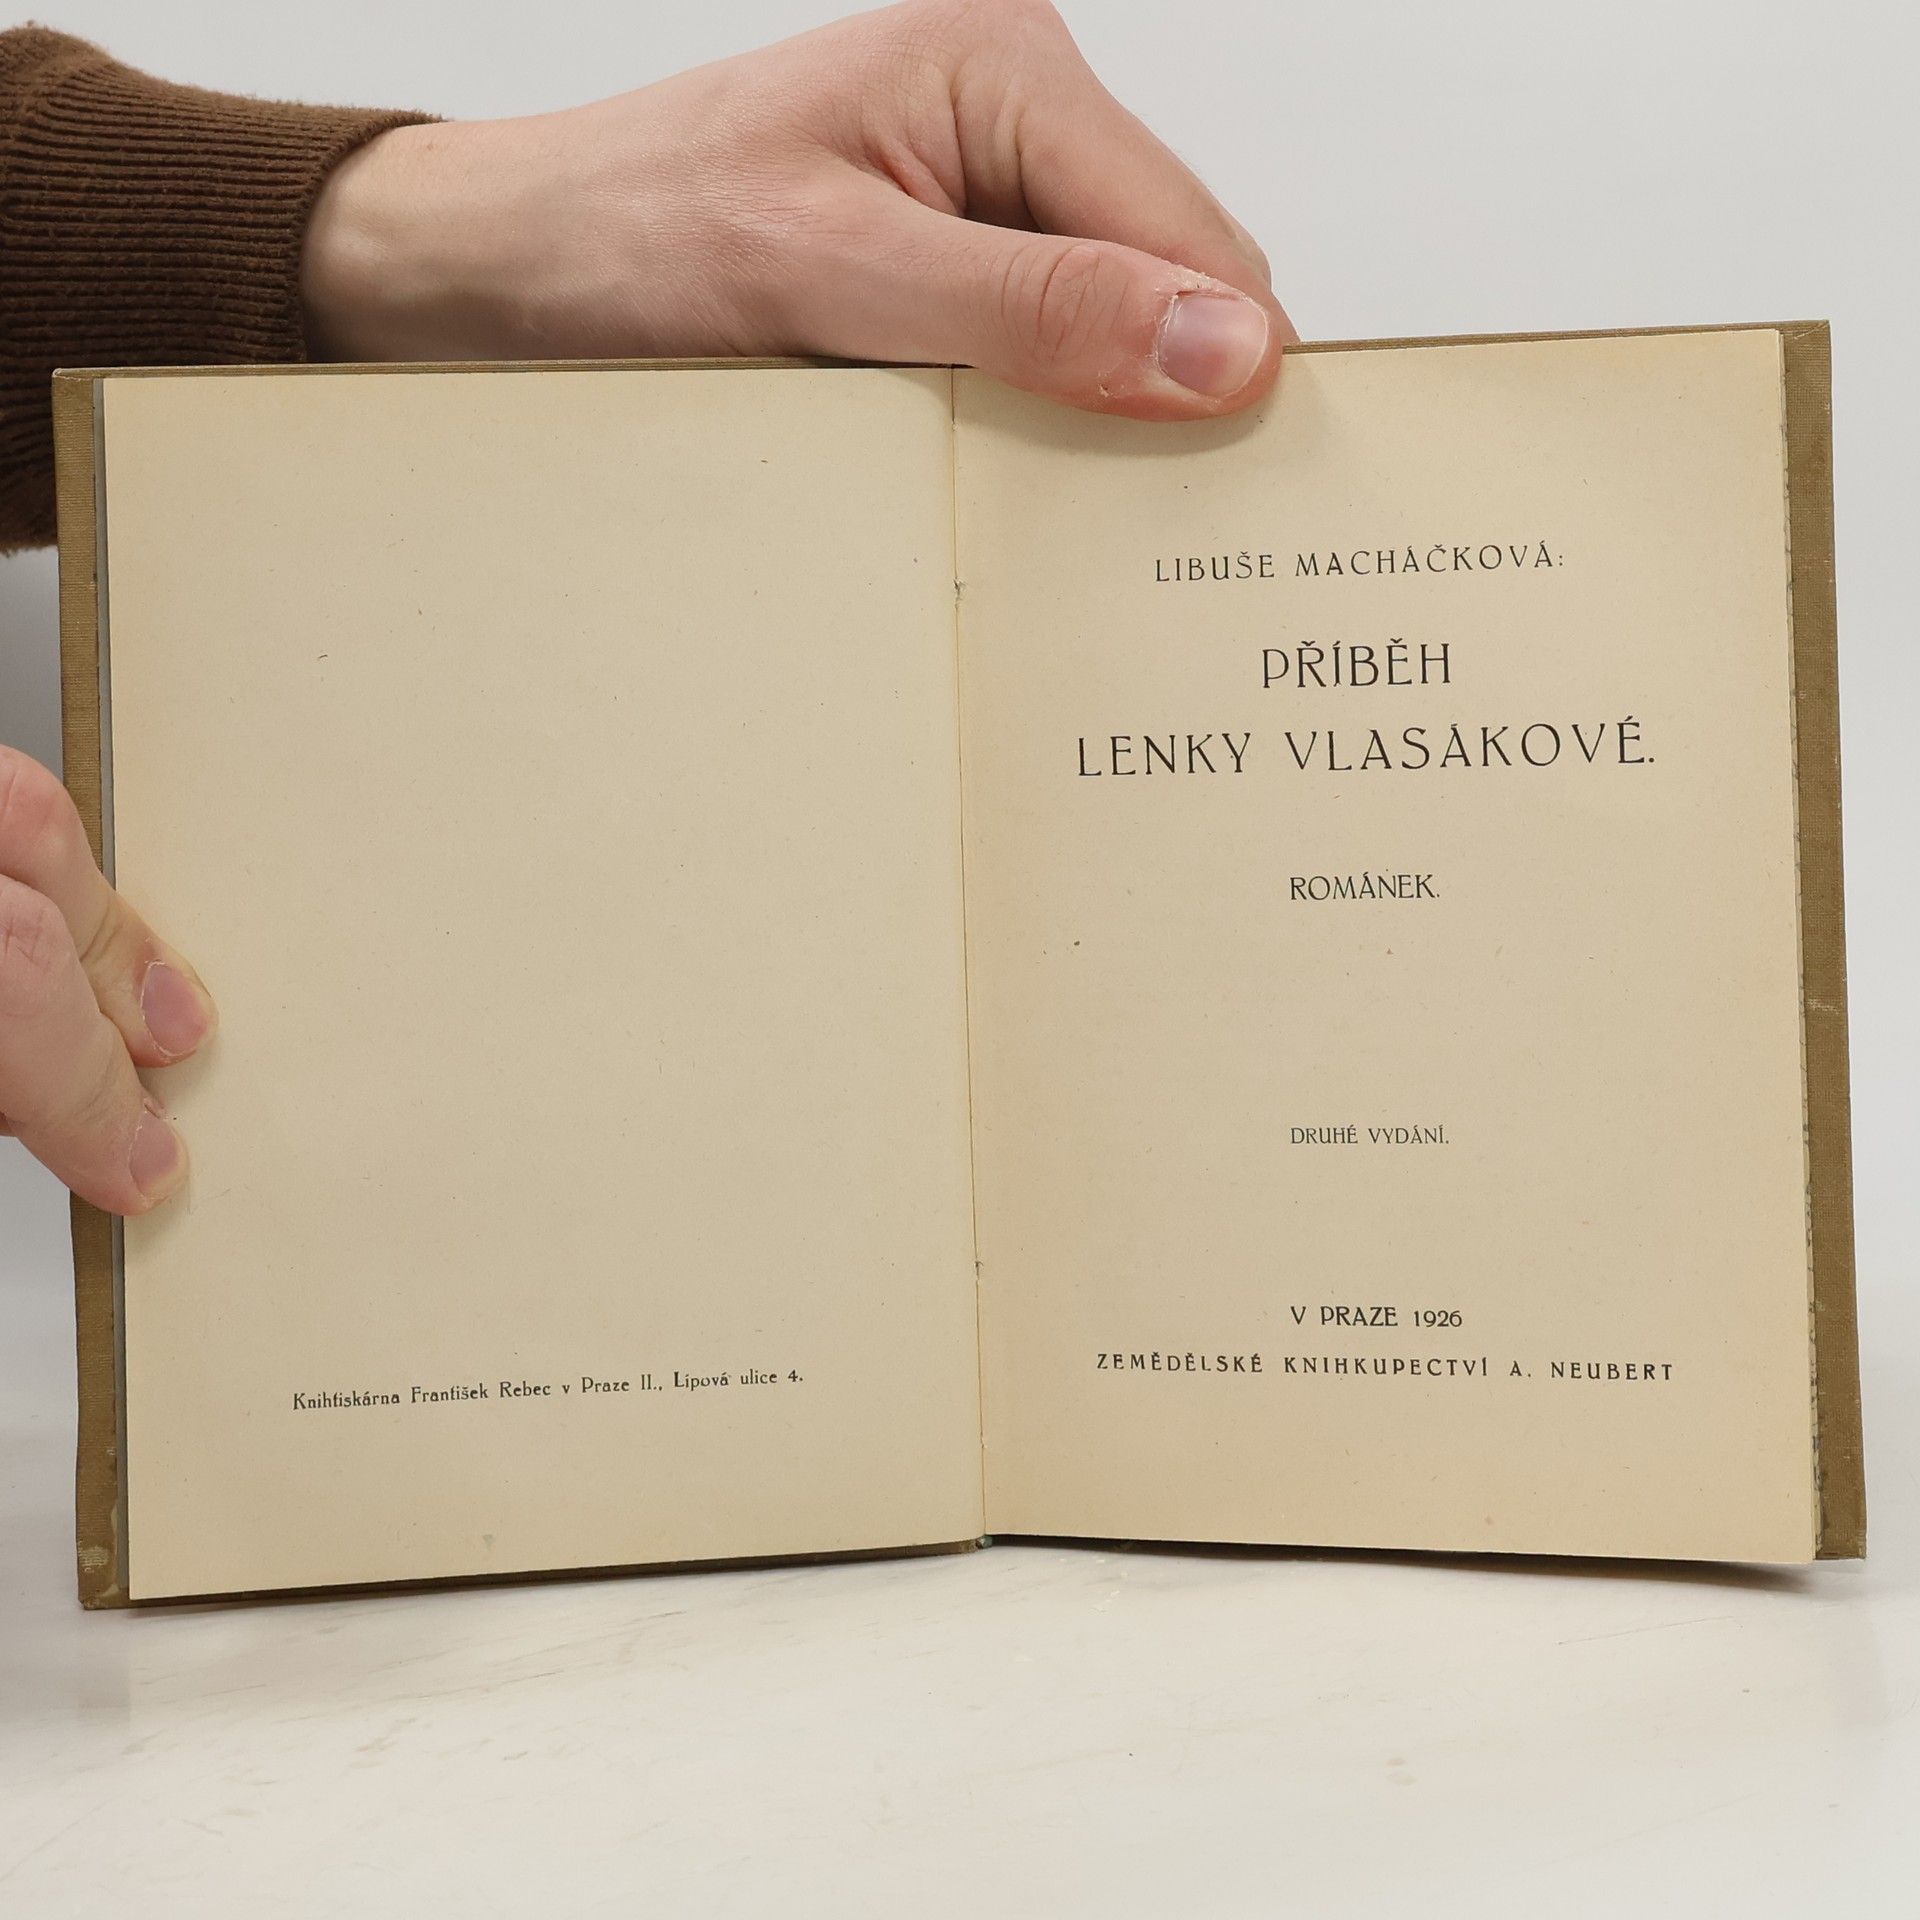 Knihtiskárna František Rebec v Praze II., Lípová ulice 4.
LIBUŠE MACHÁČKOVÁ:
PŘÍBĚH
LENKY VLASÁKOVÉ.
ROMÁNEK.
DRUHÉ VYDÁNÍ.
V PRAZE 1926
ZEMĚDĚLSKÉ KNIHKUPECTVÍ A. NEUBERT